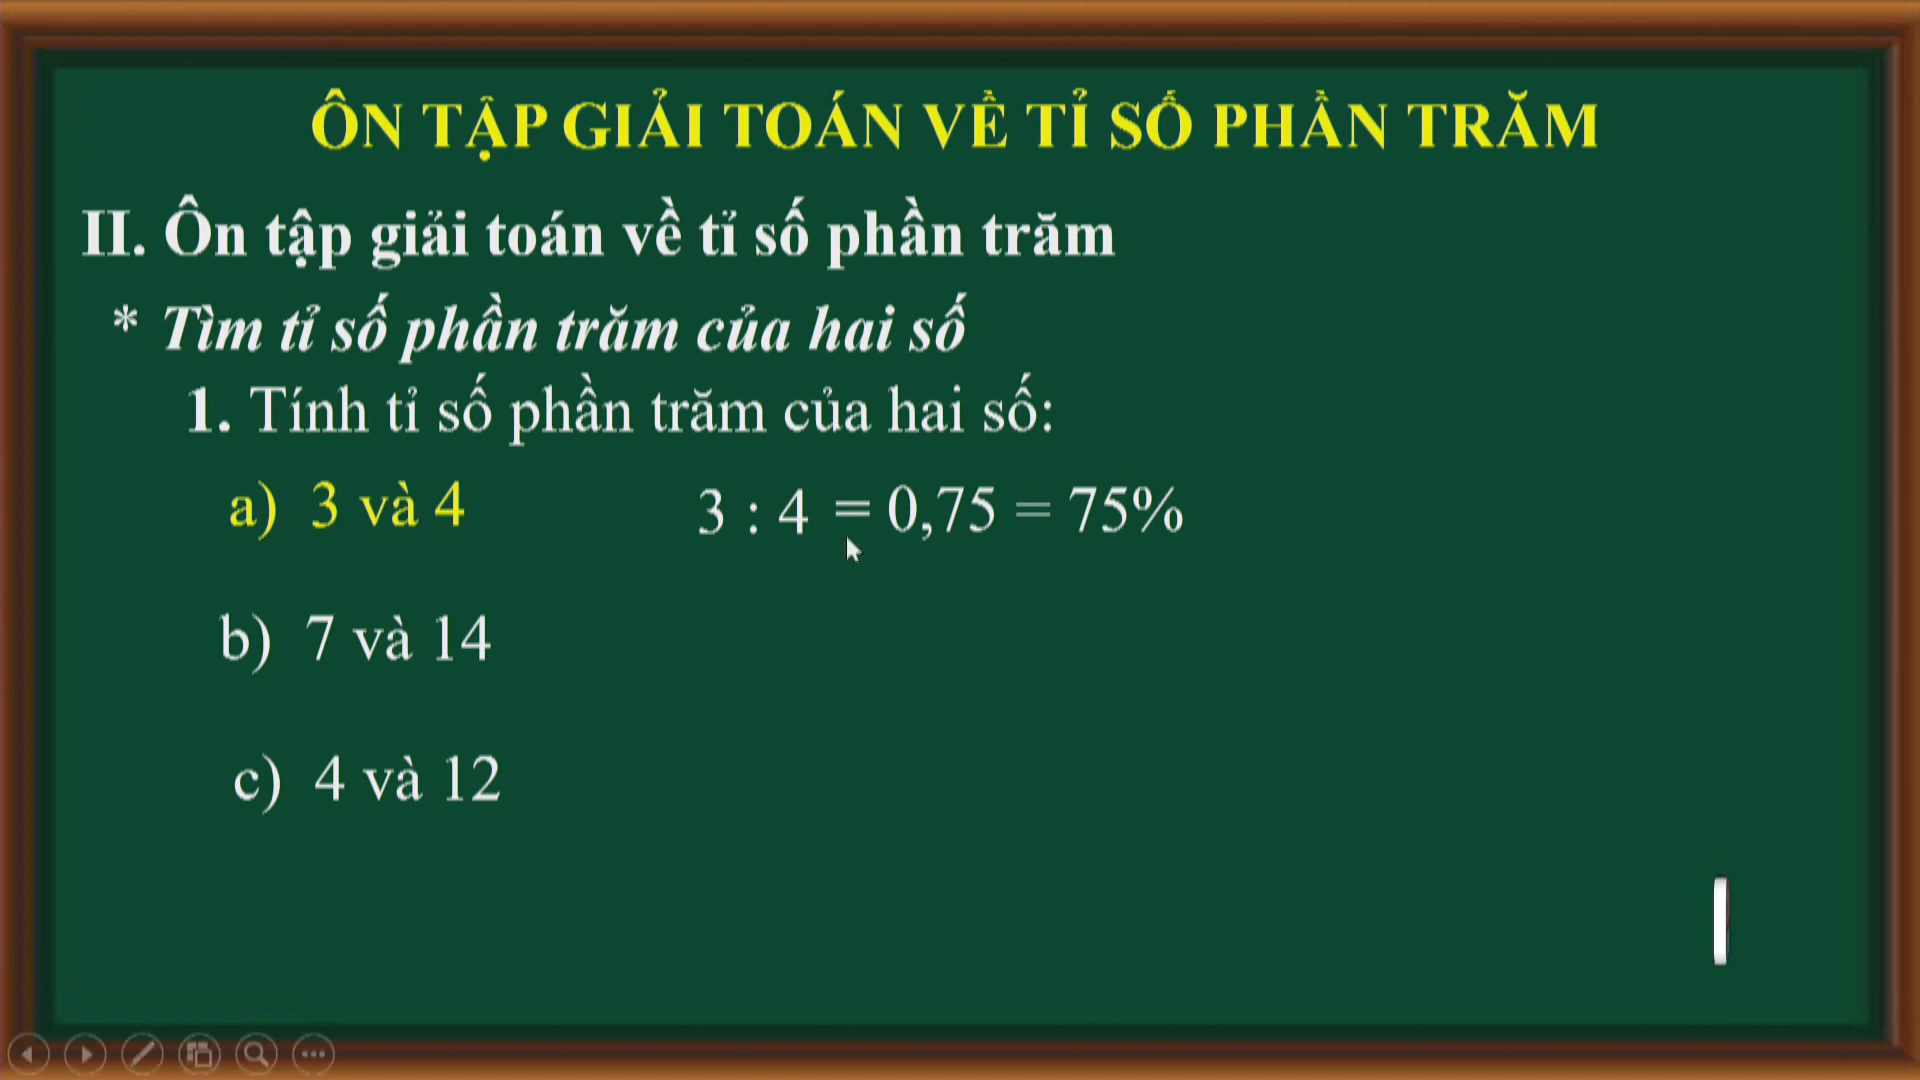 ÔN TẬP GIẢI TOÁN VỀ TỈ SỐ PHẦN TRĂM
II. Ôn tập giải toán về tỉ số phần trăm
* Tìm tỉ số phần trăm của hai số
1. Tính tỉ số phần trăm của hai số:
a) 3 và 4 3 : 4 = 0,75 = 75%
b) 7 và 14
c) 4 và 12